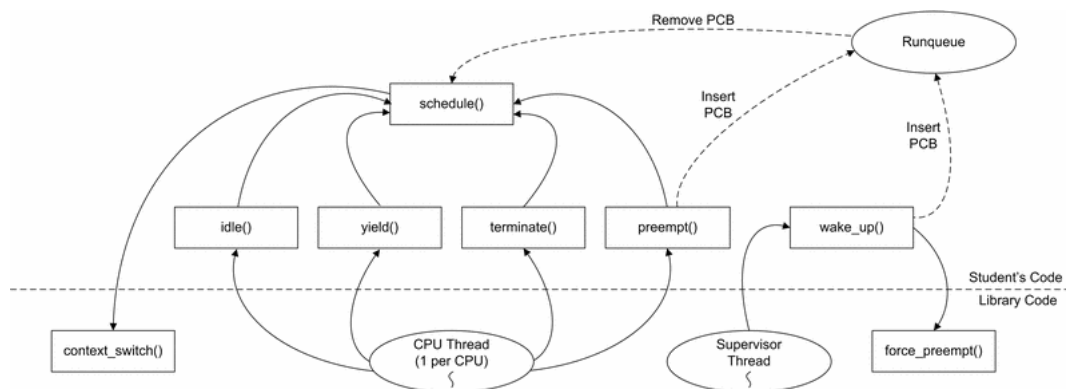 Remove PCB
Runqueue
schedule()
Insert
PCB
Insert
PCB
idle()
yield()
terminate()
preempt()
wake_up()
Student's Code
Library Code
context_switch()
CPU Thread
(1 per CPU)
Supervisor
Thread
force_preempt()